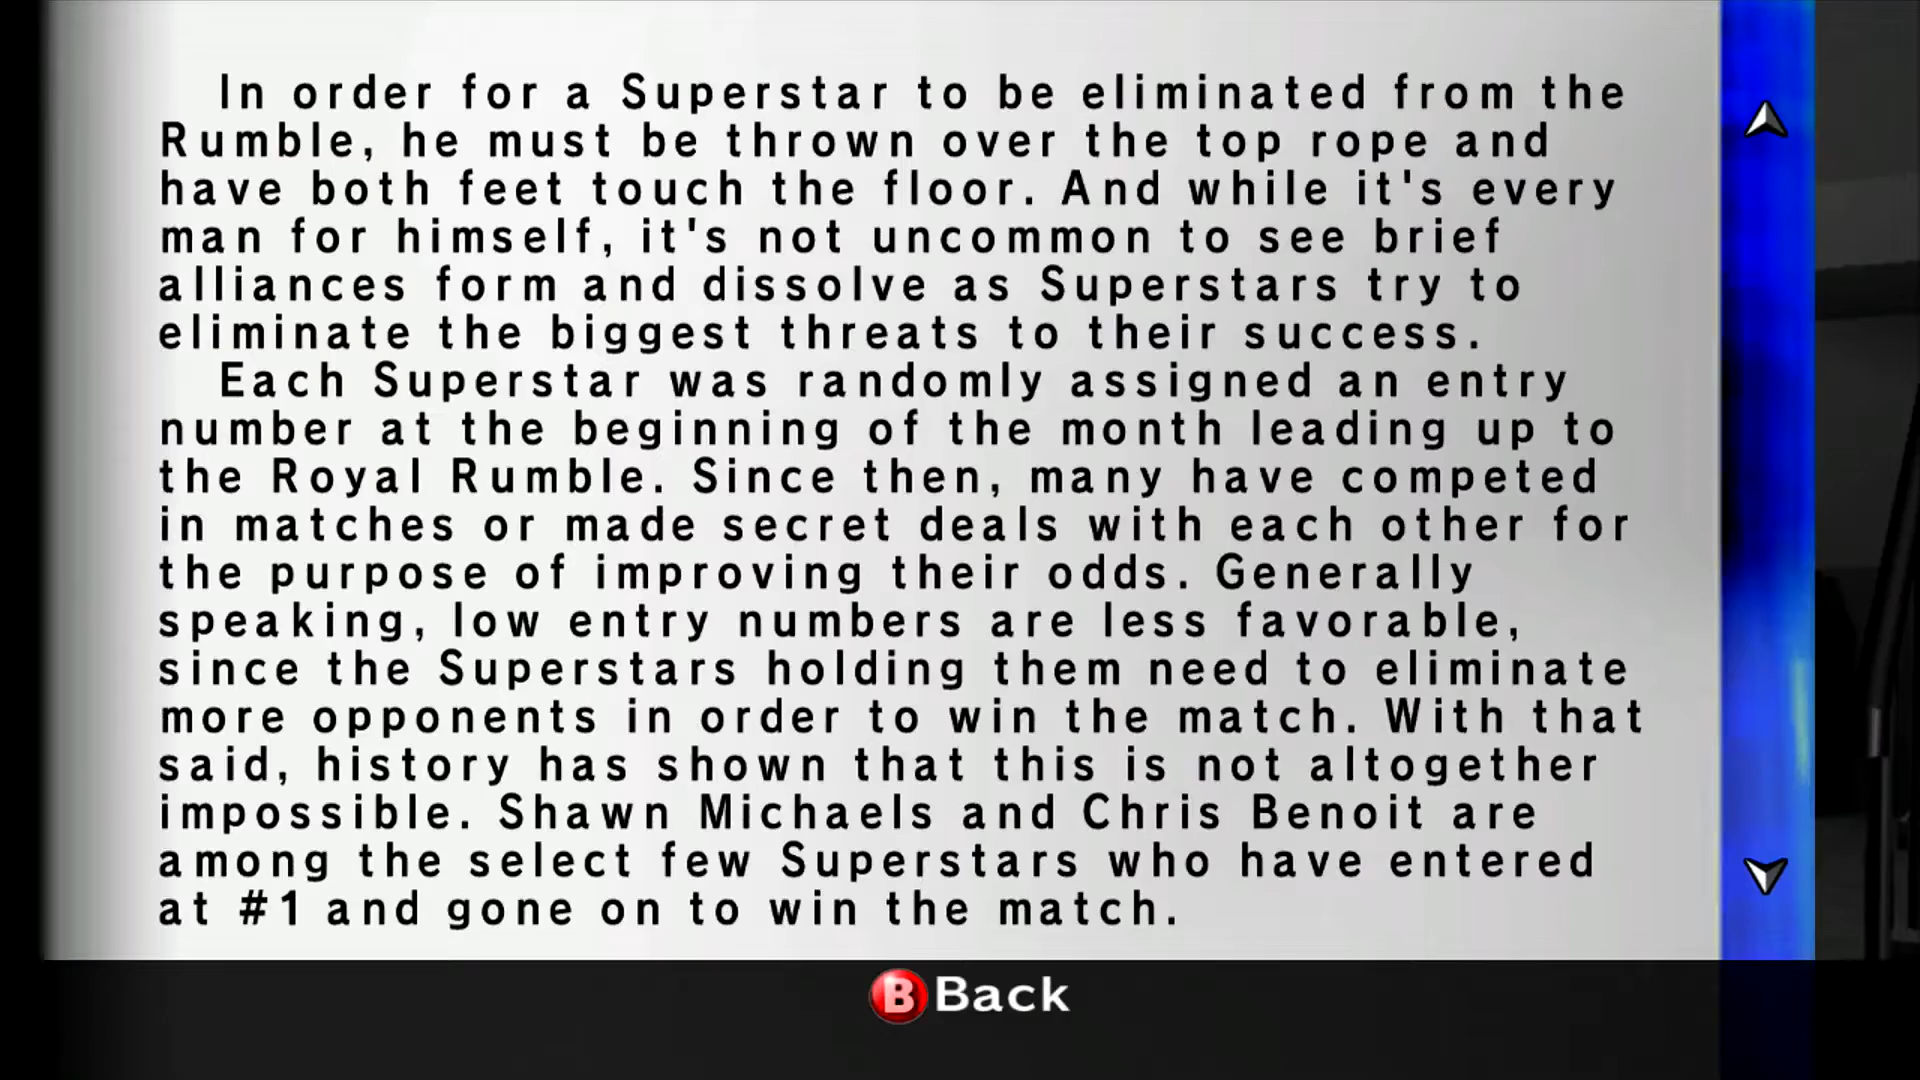 In order for a Superstar to be eliminated from the
Rumble, he must be thrown over the top rope and
have both feet touch the floor. And while it's every
man for himself, it's not uncommon to see brief
alliances form and dissolve as Superstars try to
eliminate the biggest threats to their success.
Each Superstar was randomly assigned an entry
number at the beginning of the month leading up to
the Royal Rumble. Since then, many have competed
in matches or made secret deals with each other for
the purpose of improving their odds. Generally
speaking, low entry numbers are less favorable,
since the Superstars holding them need to eliminate
more opponents in order to win the match. With that
said, history has shown that this is not altogether
impossible. Shawn Michaels and Chris Benoit are
among the select few Superstars who have entered
at #1 and gone on to win the match.
B Back